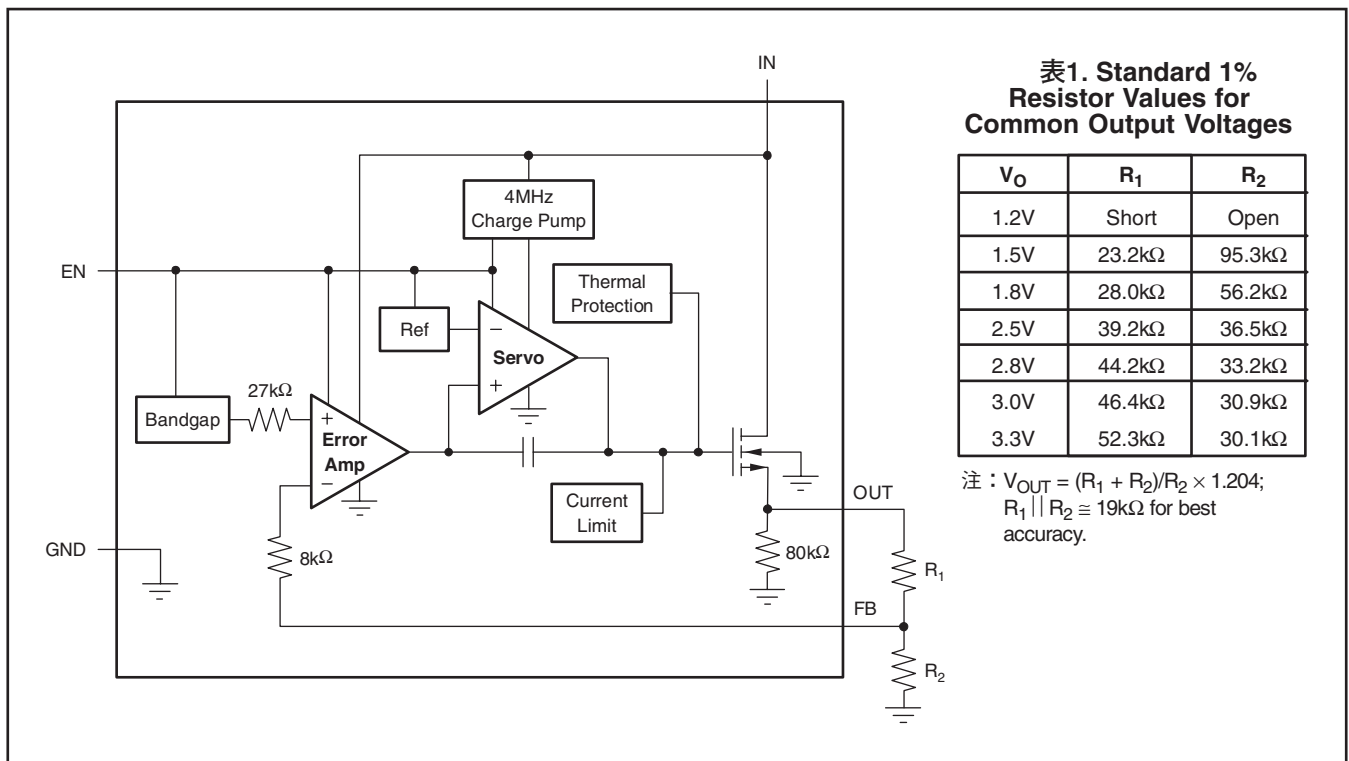 IN
4MHz
Charge Pump
EN
Thermal
Protection
Ref
−
Servo
+
27kΩ
Bandgap
+
Error
Amp
−
Current
Limit
OUT
GND
8kΩ
80kΩ
R1
FB
R2
表1. Standard 1%
Resistor Values for
Common Output Voltages
VO R1 R2
1.2V Short Open
1.5V 23.2kΩ 95.3kΩ
1.8V 28.0kΩ 56.2kΩ
2.5V 39.2kΩ 36.5kΩ
2.8V 44.2kΩ 33.2kΩ
3.0V 46.4kΩ 30.9kΩ
3.3V 52.3kΩ 30.1kΩ
注：VOUT = (R1 + R2)/R2 × 1.204;
R1||R2 ≅ 19kΩ for best
accuracy.